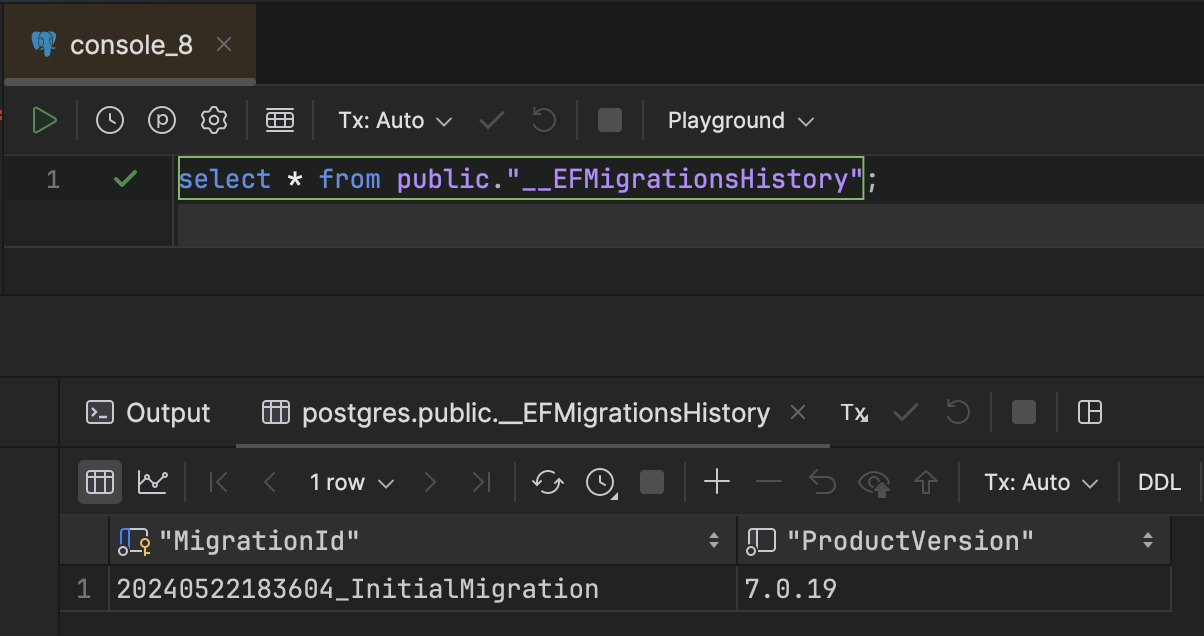 console_8
Tx: Auto Playground
1 select * from public."__EFMigrationsHistory";
Output postgres.public.__EFMigrationsHistory Tx
1 row Tx: Auto DDL
"MigrationId" "ProductVersion"
1 20240522183604_InitialMigration 7.0.19